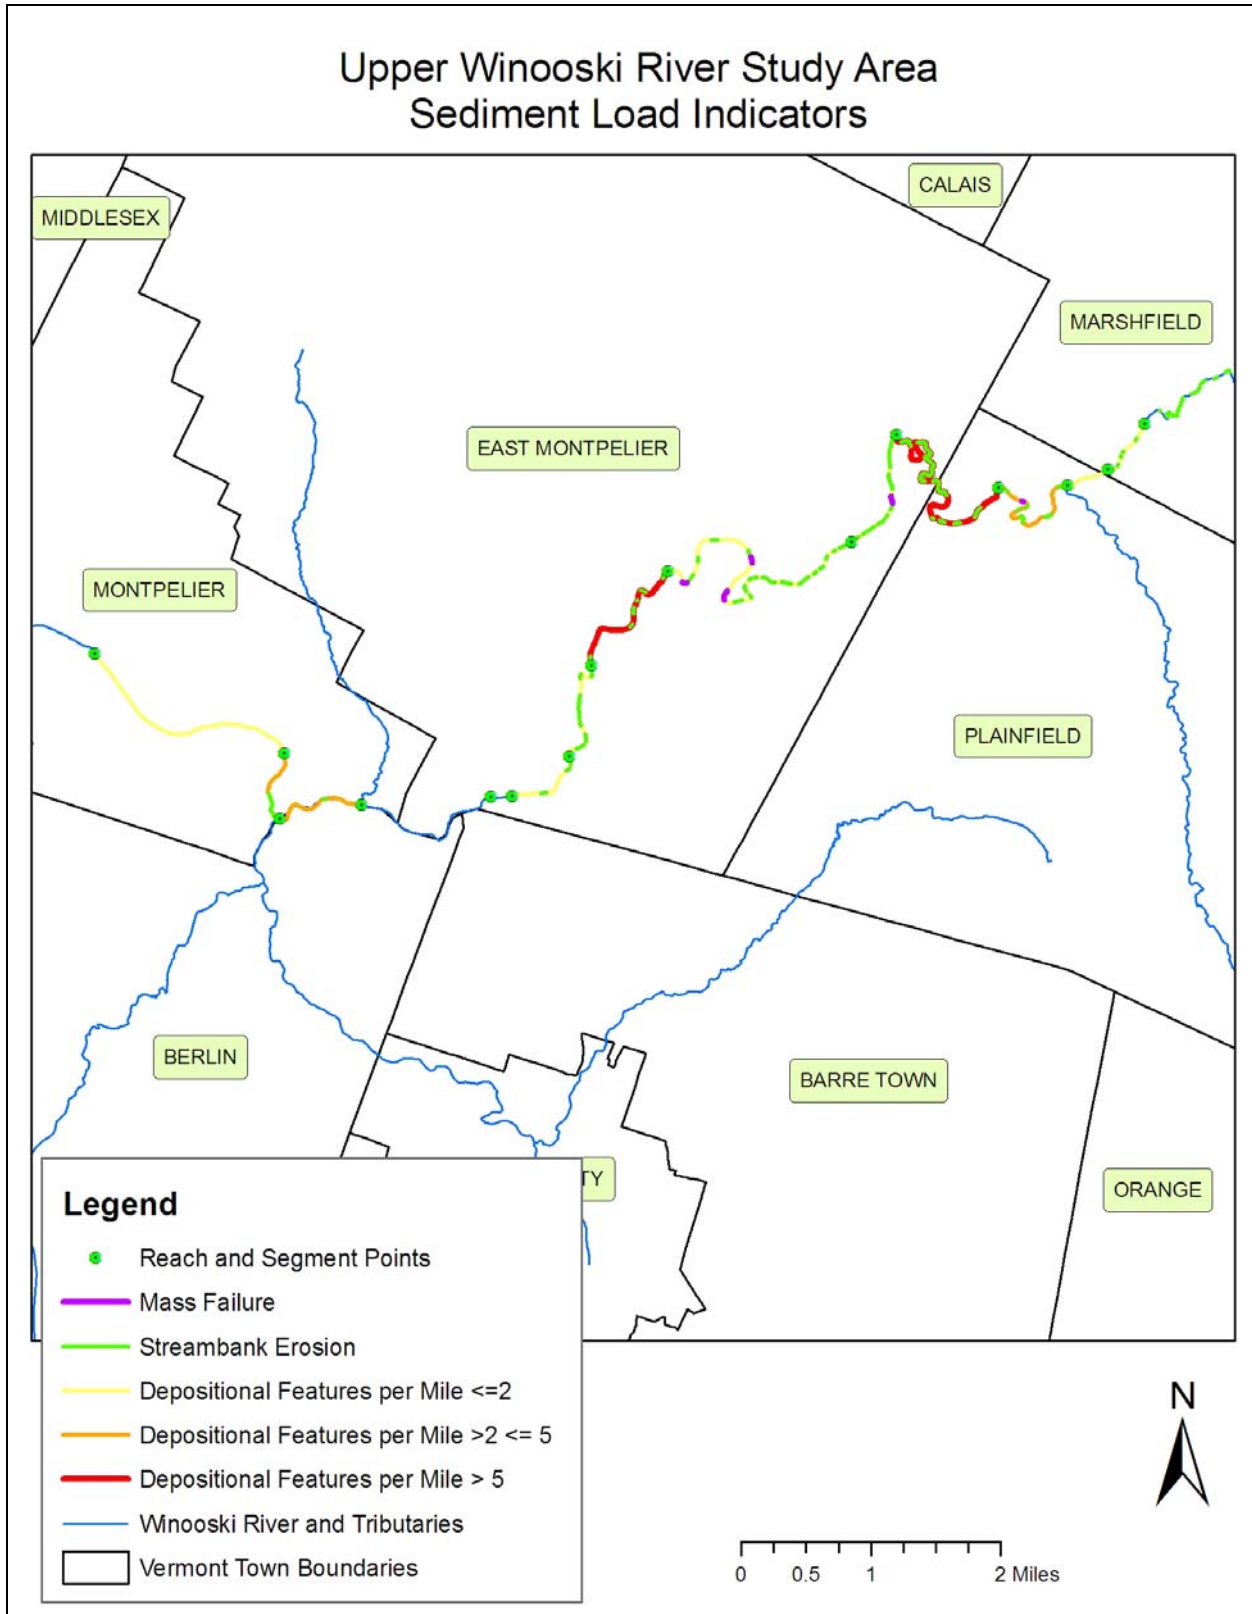 Upper Winooski River Study Area
Sediment Load Indicators
CALAIS
MIDDLESEX
MARSHFIELD
EAST MONTPELIER
MONTPELIER
PLAINFIELD
BERLIN
BARRE TOWN
TY
ORANGE
Legend
Reach and Segment Points
Mass Failure
Streambank Erosion
Depositional Features per Mile <=2
Depositional Features per Mile >2 <= 5
Depositional Features per Mile > 5
Winooski River and Tributaries
Vermont Town Boundaries
N
0 0.5 1 2 Miles